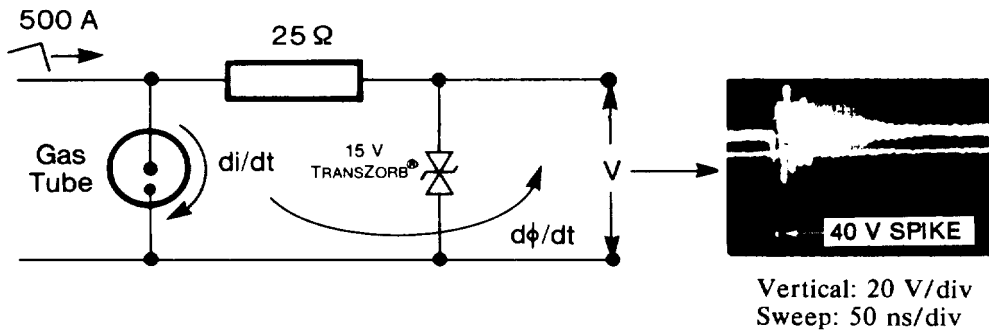 500 A
25 Ω
Gas
Tube
di/dt
15 V
TRANSZORB®
dϕ/dt
V
40 V SPIKE
Vertical: 20 V/div
Sweep: 50 ns/div